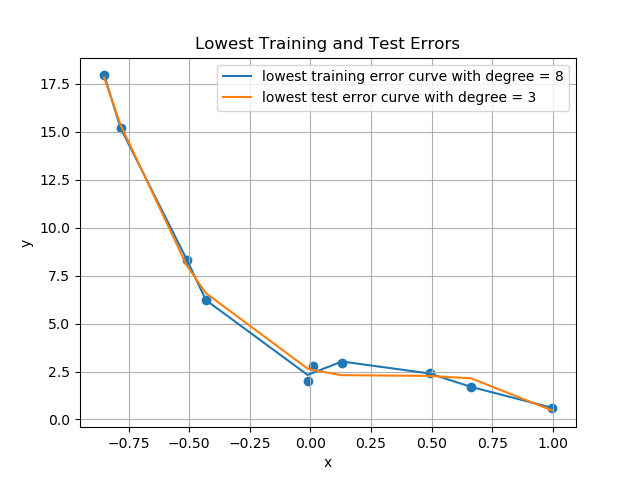 Lowest Training and Test Errors
lowest training error curve with degree = 8
lowest test error curve with degree = 3
17.5
15.0
12.5
10.0
7.5
5.0
2.5
0.0
y
−0.75 −0.50 −0.25 0.00 0.25 0.50 0.75 1.00
x